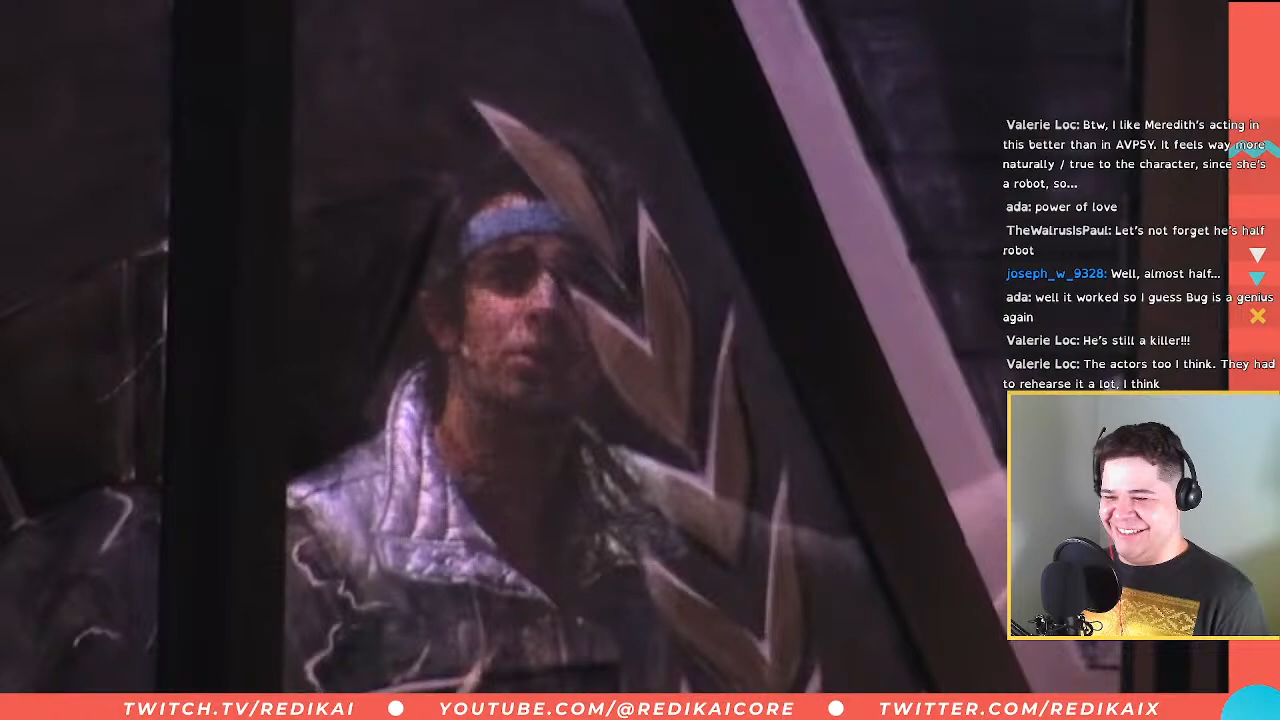 Valerie Loc: Btw, I like Meredith's acting in
this better than in AVPSY. It feels way more
naturally / true to the character, since she's
a robot, so...
ada: power of love
TheWalrusIsPaul: Let's not forget he's half
robot
joseph_w_9328: Well, almost half...
ada: well it worked so I guess Bug is a genius
again
Valerie Loc: He's still a killer!!!
Valerie Loc: The actors too I think. They had
to rehearse it a lot, I think
TWITCH.TV/REDIKAI
YOUTUBE.COM/@REDIKAICORE
TWITTER.COM/REDIKAIX